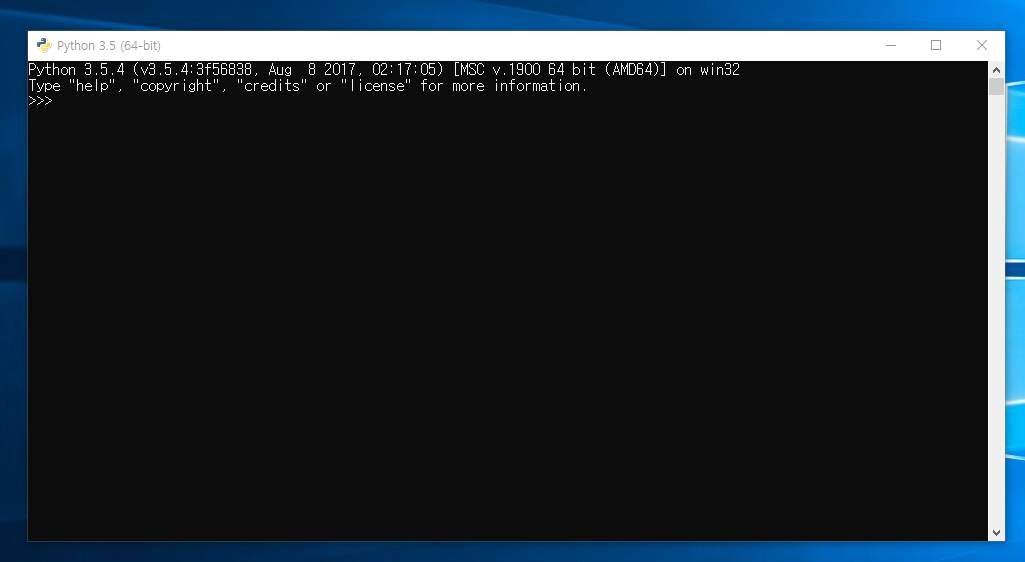 Python 3.5 (64-bit)
Python 3.5.4 (v3.5.4:3f56838, Aug  8 2017, 02:17:05) [MSC v.1900 64 bit (AMD64)] on win32
Type "help", "copyright", "credits" or "license" for more information.
>>>